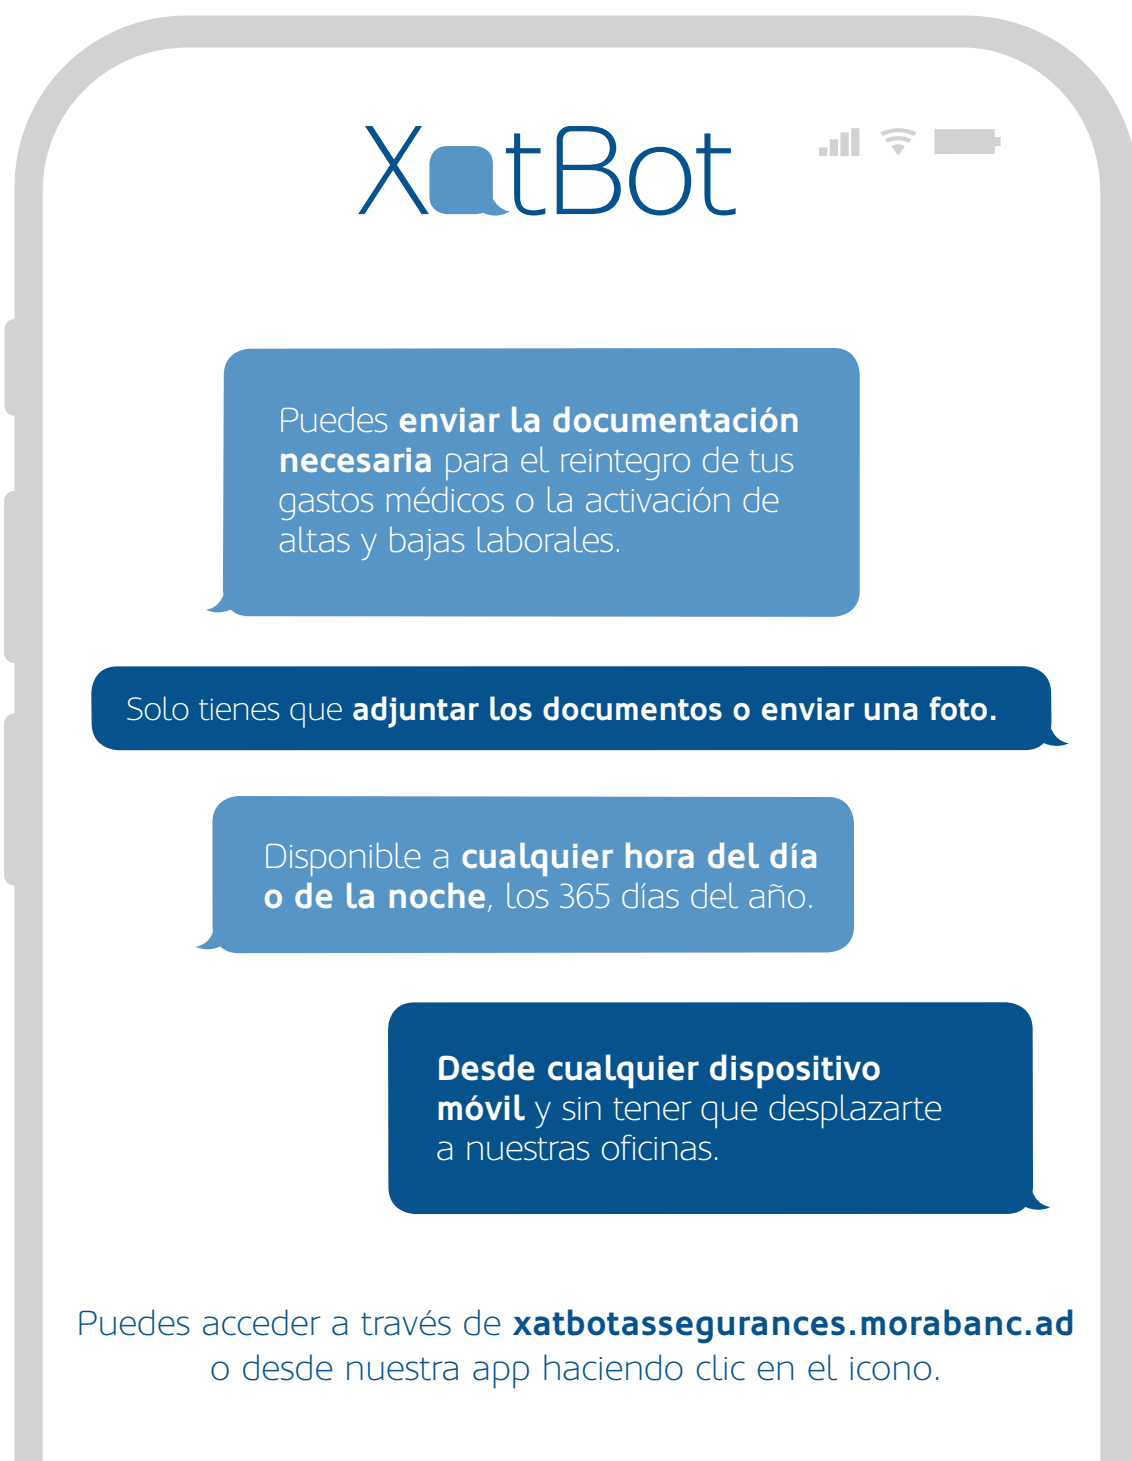 XatBot
Puedes enviar la documentación
necesaria para el reintegro de tus
gastos médicos o la activación de
altas y bajas laborales.
Solo tienes que adjuntar los documentos o enviar una foto.
Disponible a cualquier hora del día
o de la noche, los 365 días del año.
Desde cualquier dispositivo
móvil y sin tener que desplazarte
a nuestras oficinas.
Puedes acceder a través de xatbotassegurances.morabanc.ad
o desde nuestra app haciendo clic en el icono.